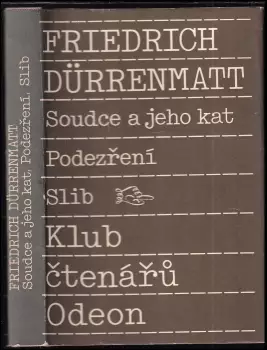 FRIEDRICH DÜRRENMATT
Soudce a jeho kat, Podezření, Slib
FRIEDRICH
DÜRRENMATT
Soudce a jeho kat
Podezření
Slib
Klub
čtenářů
Odeon